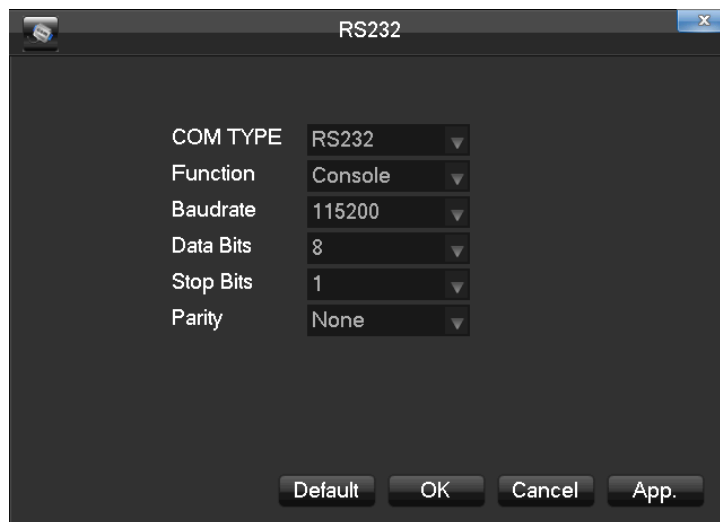 RS232
x
COM TYPE RS232
Function Console
Baudrate 115200
Data Bits 8
Stop Bits 1
Parity None
Default OK Cancel App.